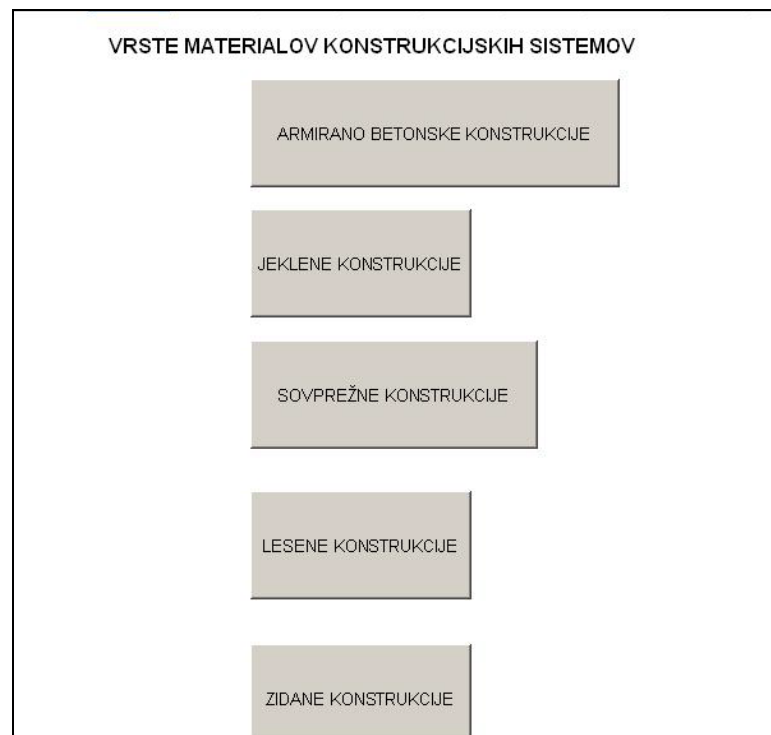 VRSTE MATERIALOV KONSTRUKCIJSKIH SISTEMOV
ARMIRANO BETONSKE KONSTRUKCIJE
JEKLENE KONSTRUKCIJE
SOVPREŽNE KONSTRUKCIJE
LESENE KONSTRUKCIJE
ZIDANE KONSTRUKCIJE